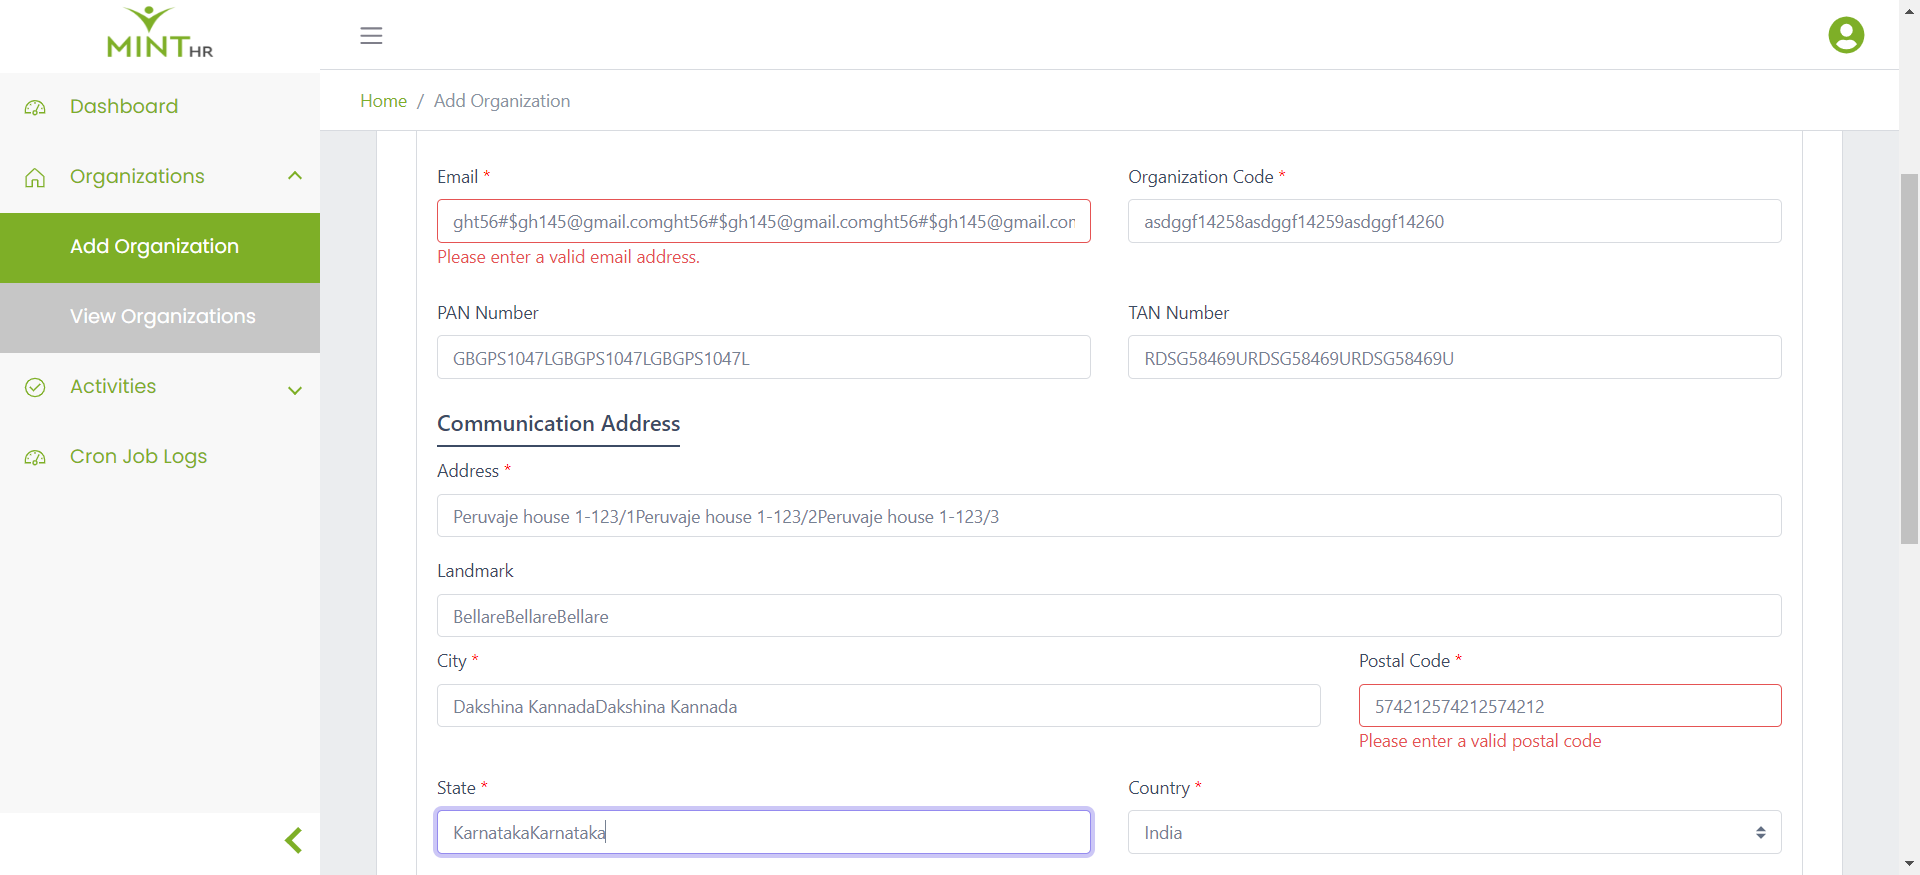 MINT HR
Dashboard
Organizations
Add Organization
View Organizations
Activities
Cron Job Logs
Home / Add Organization
Email *
ght56#$gh145@gmail.comght56#$gh145@gmail.comght56#$gh145@gmail.com
Please enter a valid email address.
Organization Code *
asdggf14258asdggf14259asdggf14260
PAN Number
GBGPS1047LGBGPS1047LGBGPS1047L
TAN Number
RDSG58469URDSG58469URDSG58469U
Communication Address
Address *
Peruvaje house 1-123/1Peruvaje house 1-123/2Peruvaje house 1-123/3
Landmark
BellareBellareBellare
City *
Dakshina KannadaDakshina Kannada
Postal Code *
574212574212574212
Please enter a valid postal code
State *
KarnatakaKarnataka
Country *
India